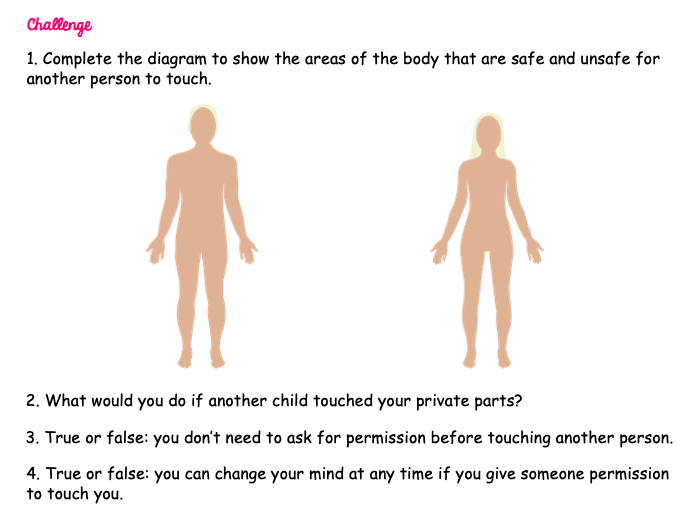 Challenge
1. Complete the diagram to show the areas of the body that are safe and unsafe for
another person to touch.
2. What would you do if another child touched your private parts?
3. True or false: you don't need to ask for permission before touching another person.
4. True or false: you can change your mind at any time if you give someone permission
to touch you.